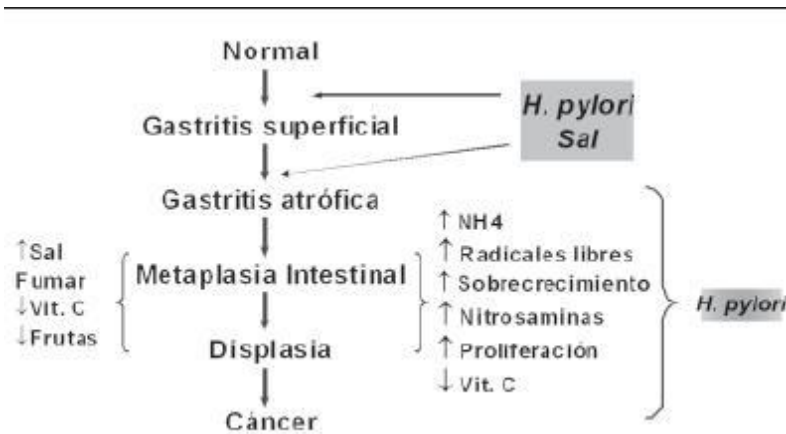 Normal
H. pylori
Sal
Gastritis superficial
Gastritis atrófica
↑Sal
Fumar
↓Vit. C
↓Frutas
Metaplasia Intestinal
Displasia
Cáncer
↑ NH4
↑ Radicales libres
↑ Sobrecrecimiento
↑ Nitrosaminas
↑ Proliferación
↓ Vit. C
H. pylori